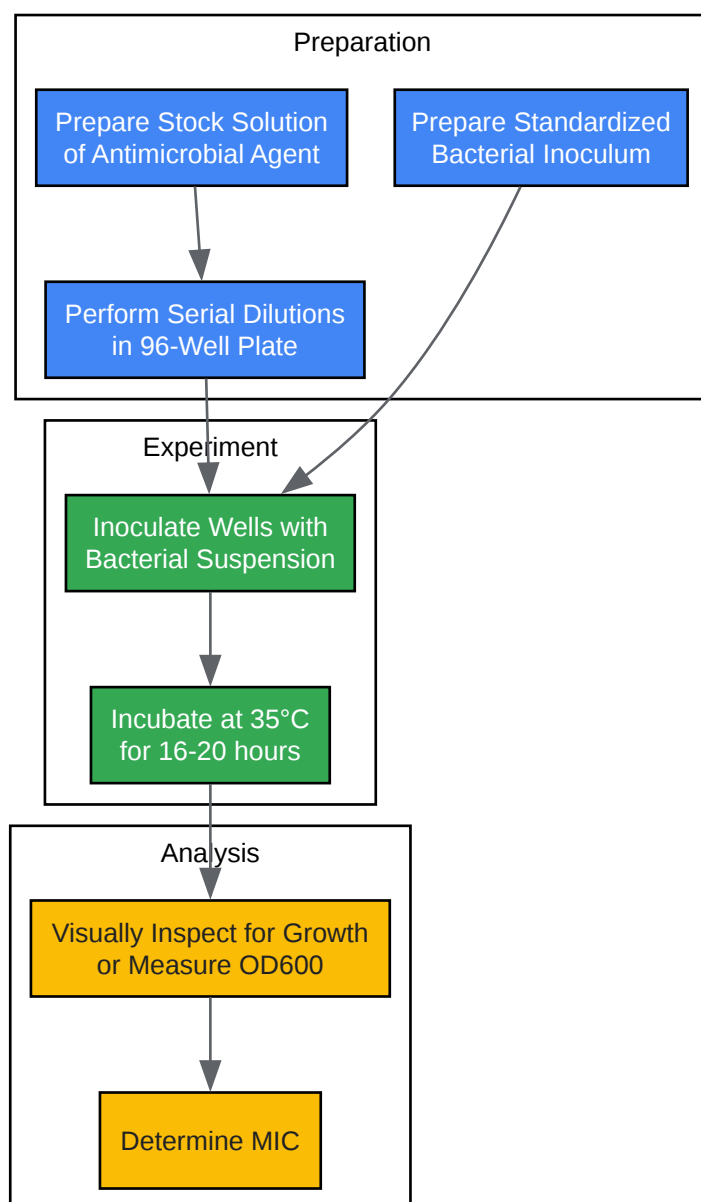 Preparation
Prepare Stock Solution
of Antimicrobial Agent
Prepare Standardized
Bacterial Inoculum
Perform Serial Dilutions
in 96-Well Plate
Experiment
Inoculate Wells with
Bacterial Suspension
Incubate at 35°C
for 16-20 hours
Analysis
Visually Inspect for Growth
or Measure OD600
Determine MIC